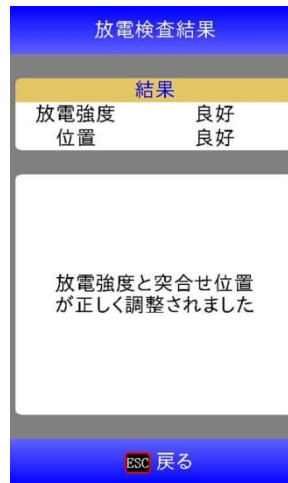 放電検査結果
結果
放電強度 良好
位置 良好
放電強度と突合せ位置
が正しく調整されました
ESC 戻る